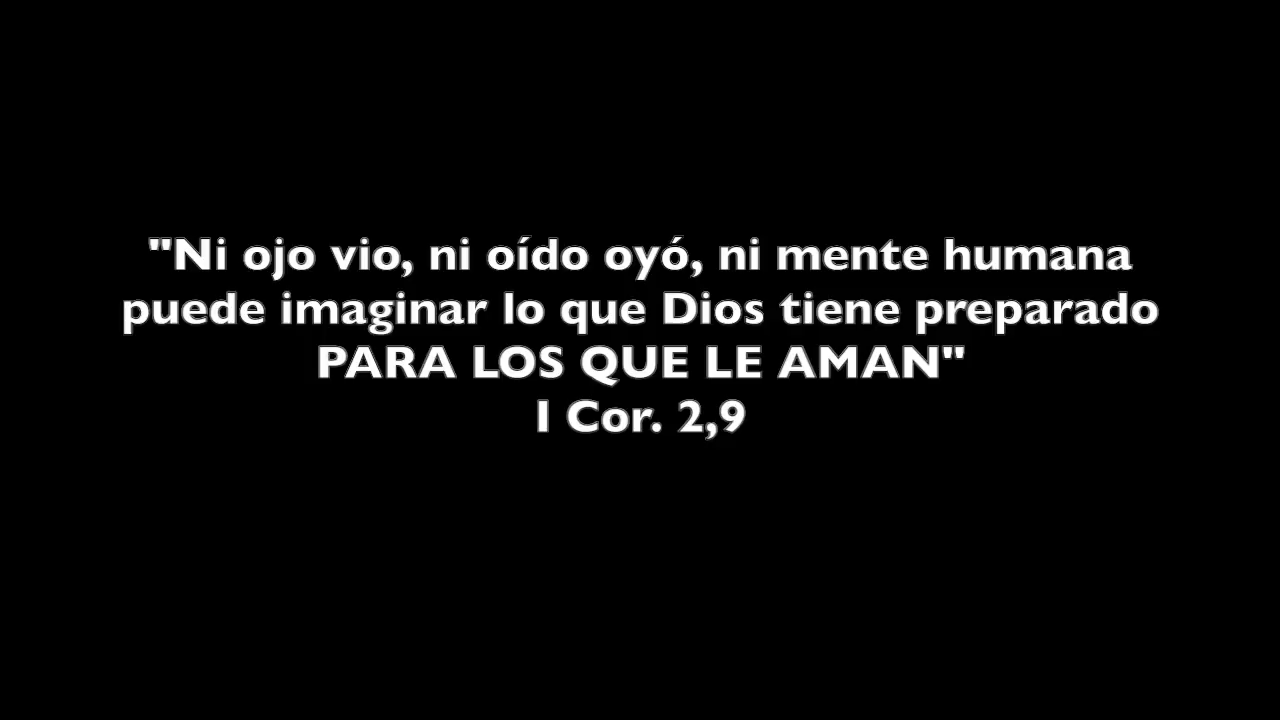 "Ni ojo vio, ni oído oyó, ni mente humana
puede imaginar lo que Dios tiene preparado
PARA LOS QUE LE AMAN"
I Cor. 2,9